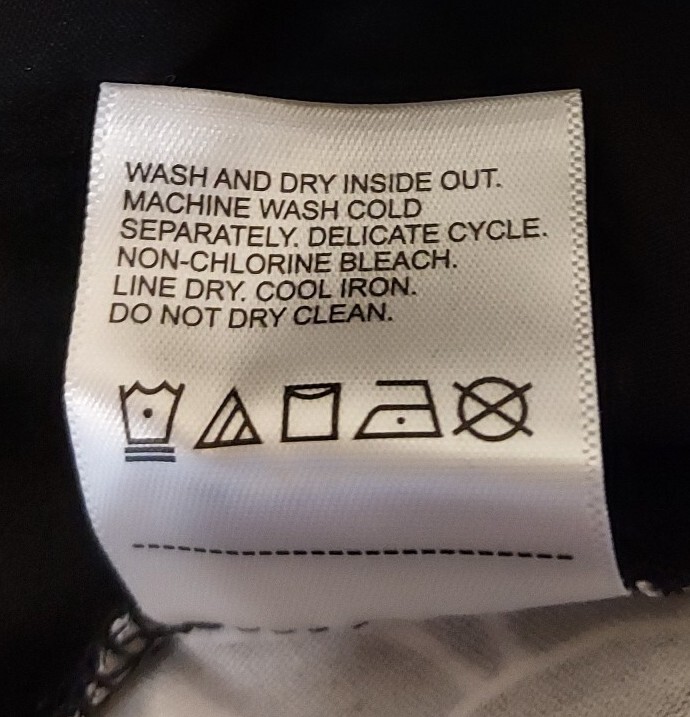 WASH AND DRY INSIDE OUT.
MACHINE WASH COLD
SEPARATELY. DELICATE CYCLE.
NON-CHLORINE BLEACH.
LINE DRY. COOL IRON.
DO NOT DRY CLEAN.